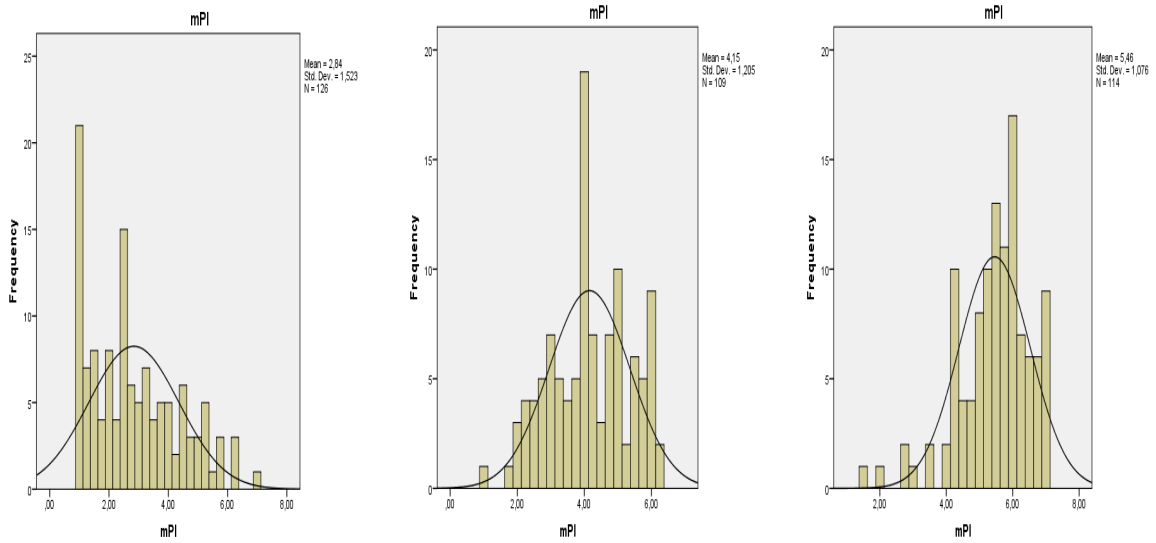 mPI
Mean = 2,84
Std. Dev. = 1,523
N = 126
Frequency
25
20
15
10
5
0
,00 2,00 4,00 6,00 8,00
mPI
mPI
Mean = 4,15
Std. Dev. = 1,205
N = 109
Frequency
20
15
10
5
0
,00 2,00 4,00 6,00
mPI
mPI
Mean = 5,46
Std. Dev. = 1,076
N = 114
Frequency
20
15
10
5
0
,00 2,00 4,00 6,00 8,00
mPI